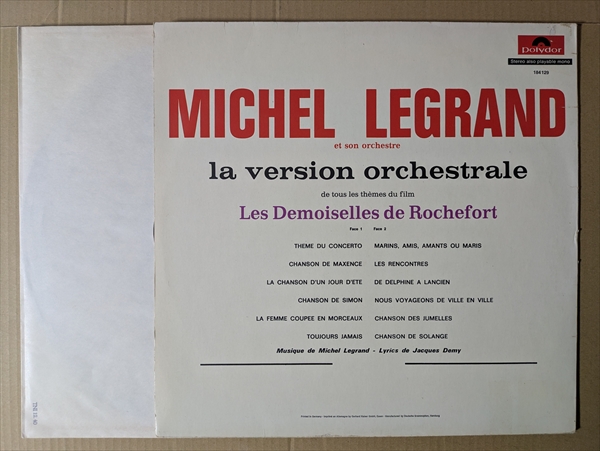 Polydor
Stereo also playable mono
184 129
MICHEL LEGRAND
et son orchestre
la version orchestrale
de tous les thèmes du film
Les Demoiselles de Rochefort
Face 1 Face 2
THEME DU CONCERTO MARINS, AMIS, AMANTS OU MARIS
CHANSON DE MAXENCE LES RENCONTRES
LA CHANSON D'UN JOUR D'ETE DE DELPHINE A LANCIEN
CHANSON DE SIMON NOUS VOYAGEONS DE VILLE EN VILLE
LA FEMME COUPEE EN MORCEAUX CHANSON DES JUMELLES
TOUJOURS JAMAIS CHANSON DE SOLANGE
Musique de Michel Legrand - Lyrics de Jacques Demy